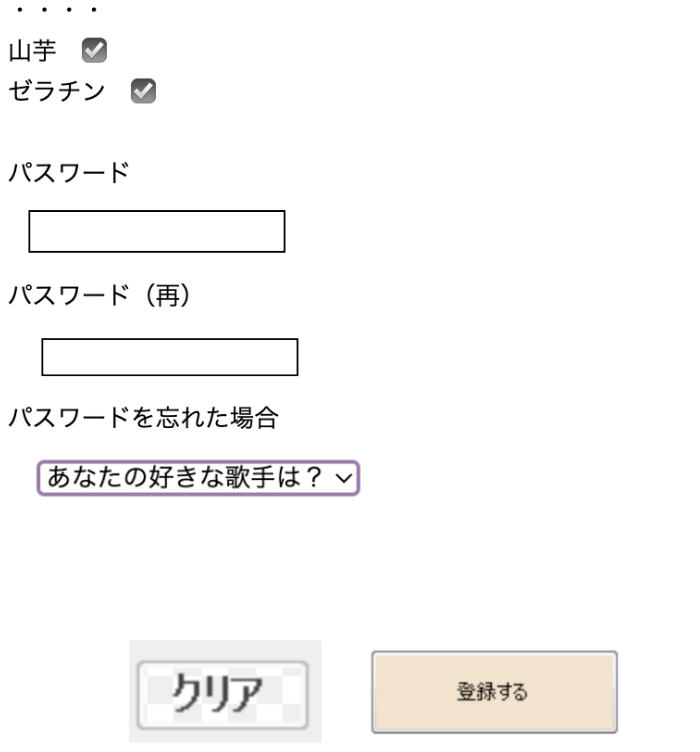 ・・・・
山芋
ゼラチン
パスワード
パスワード（再）
パスワードを忘れた場合
あなたの好きな歌手は？
クリア 登録する